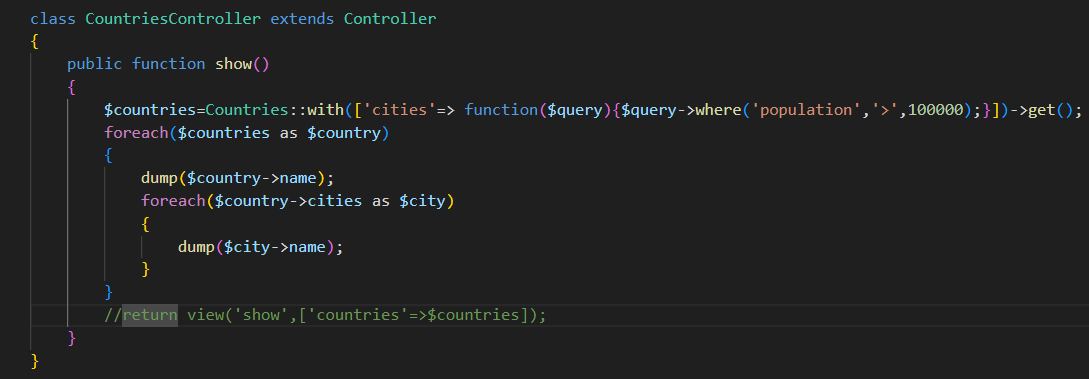 class CountriesController extends Controller
{
public function show()
{
$countries=Countries::with(['cities'=> function($query){$query->where('population','>',100000);}])->get();
foreach($countries as $country)
{
dump($country->name);
foreach($country->cities as $city)
{
dump($city->name);
}
}
//return view('show',['countries'=>$countries]);
}
}